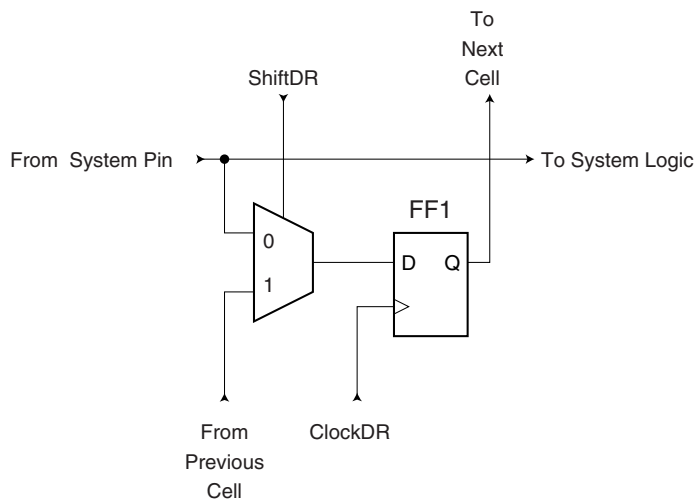 To
Next
Cell
ShiftDR
From System Pin
To System Logic
FF1
0
D
Q
1
From
Previous
Cell
ClockDR